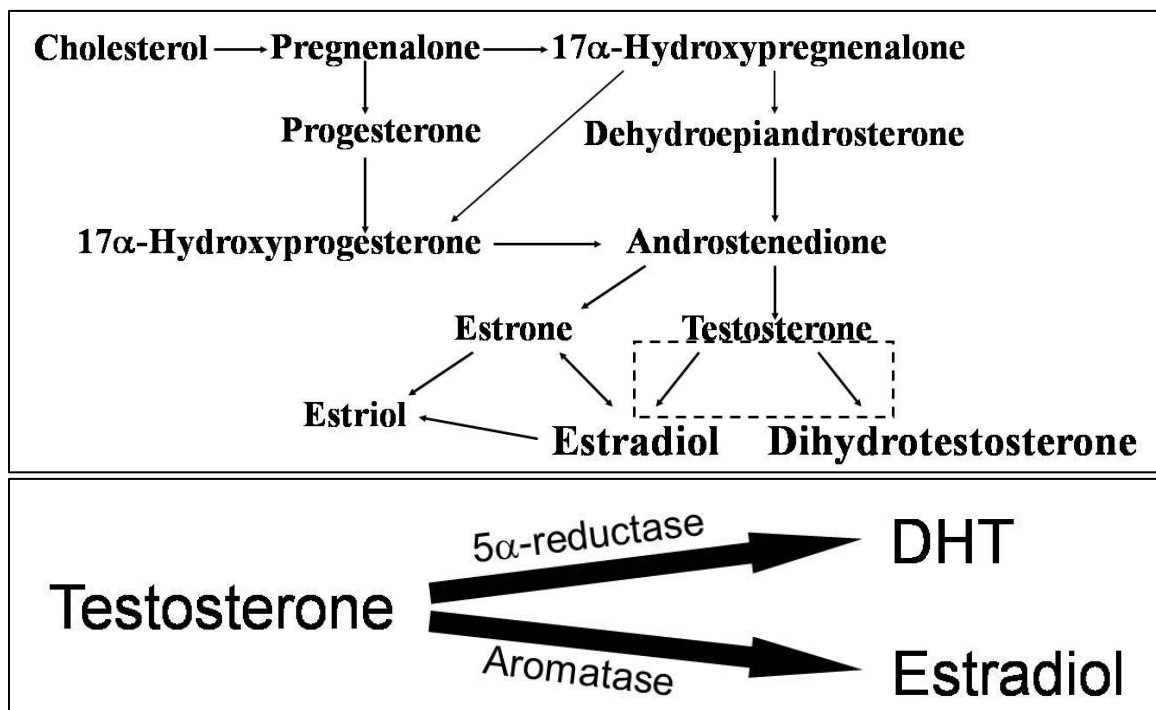 Cholesterol Pregnenalone 17α-Hydroxypregnenalone
Progesterone Dehydroepiandrosterone
17α-Hydroxyprogesterone Androstenedione
Estrone Testosterone
Estriol
Estradiol Dihydrotestosterone
5α-reductase
DHT
Testosterone
Aromatase
Estradiol